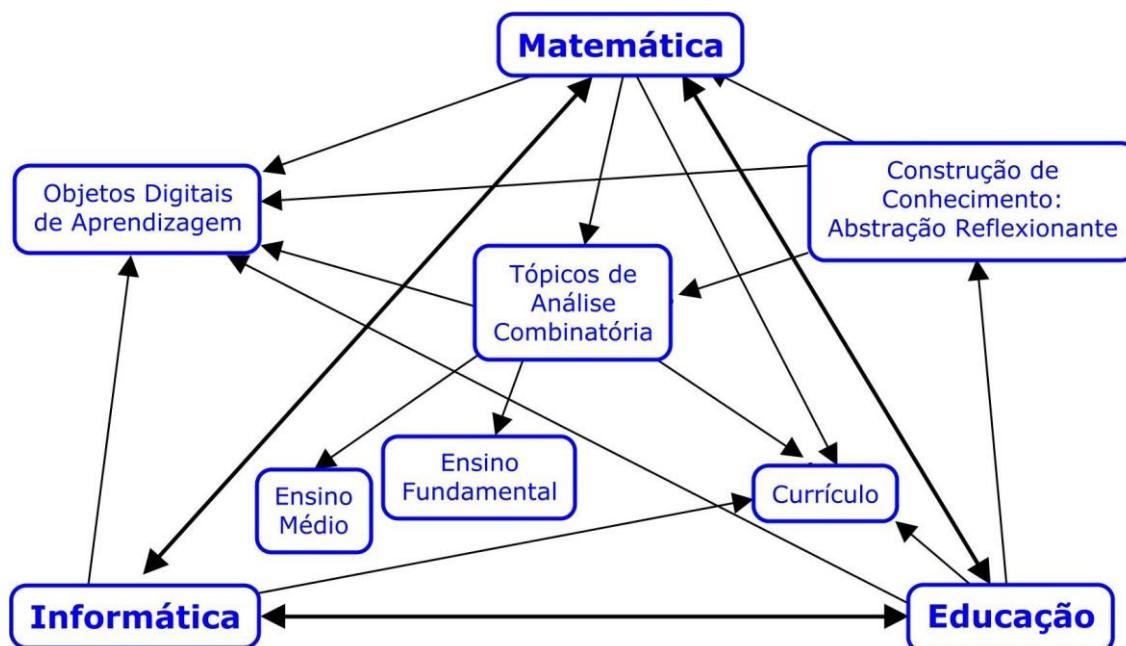 Matemática
Objetos Digitais
de Aprendizagem
Construção de
Conhecimento:
Abstração Reflexionante
Tópicos de
Análise
Combinatória
Ensino
Médio
Ensino
Fundamental
Currículo
Informática
Educação